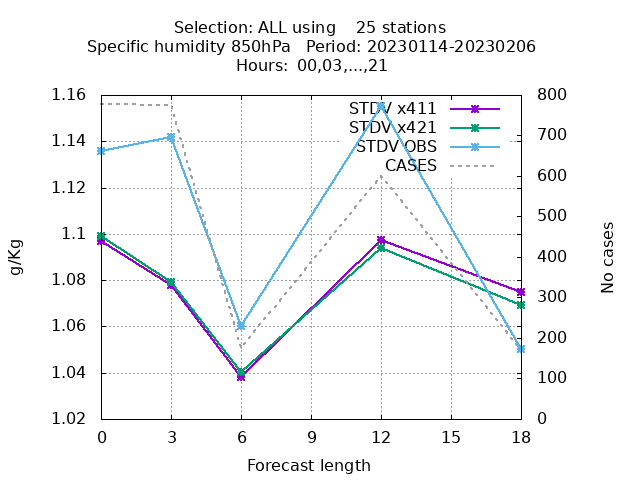 Selection: ALL using    25 stations
Specific humidity 850hPa   Period: 20230114-20230206
Hours: 00,03,...,21
STDV x411
STDV x421
STDV OBS
CASES
1.16
1.14
1.12
1.1
1.08
1.06
1.04
1.02
800
700
600
500
400
300
200
100
0
g/Kg
No cases
0 3 6 9 12 15 18
Forecast length